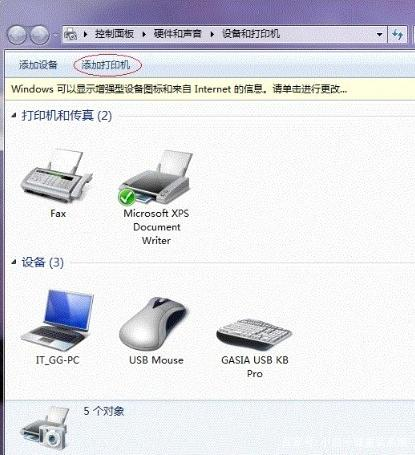 控制面板 ▸ 硬件和声音 ▸ 设备和打印机
添加设备 添加打印机
Windows 可以显示增强型设备图标和来自 Internet 的信息。请单击进行更改...
打印机和传真 (2)
Fax
Microsoft XPS
Document
Writer
设备 (3)
IT_GG-PC
USB Mouse
GASIA USB KB
Pro
5 个对象